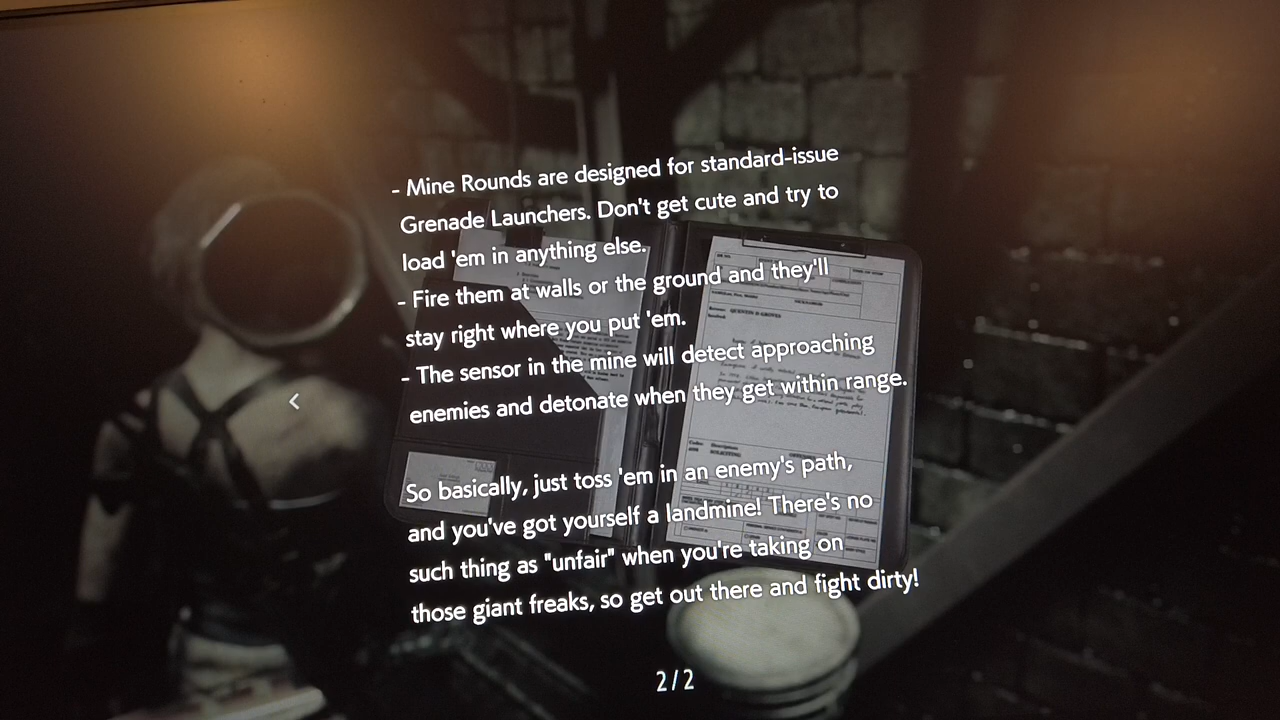 - Mine Rounds are designed for standard-issue
Grenade Launchers. Don't get cute and try to
load 'em in anything else.
- Fire them at walls or the ground and they'll
stay right where you put 'em.
- The sensor in the mine will detect approaching
enemies and detonate when they get within range.
So basically, just toss 'em in an enemy's path,
and you've got yourself a landmine! There's no
such thing as "unfair" when you're taking on
those giant freaks, so get out there and fight dirty!
QUENTIN D GROVES
SOLICITING
2/2